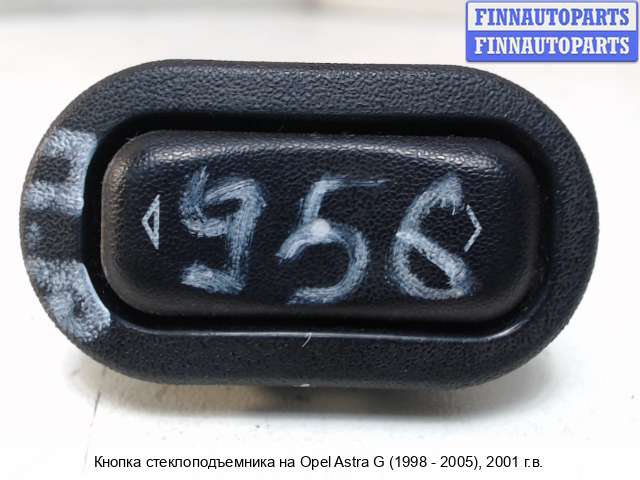 FINNAUTOPARTS
FINNAUTOPARTS
956
Кнопка стеклоподъемника на Opel Astra G (1998 - 2005), 2001 г.в.